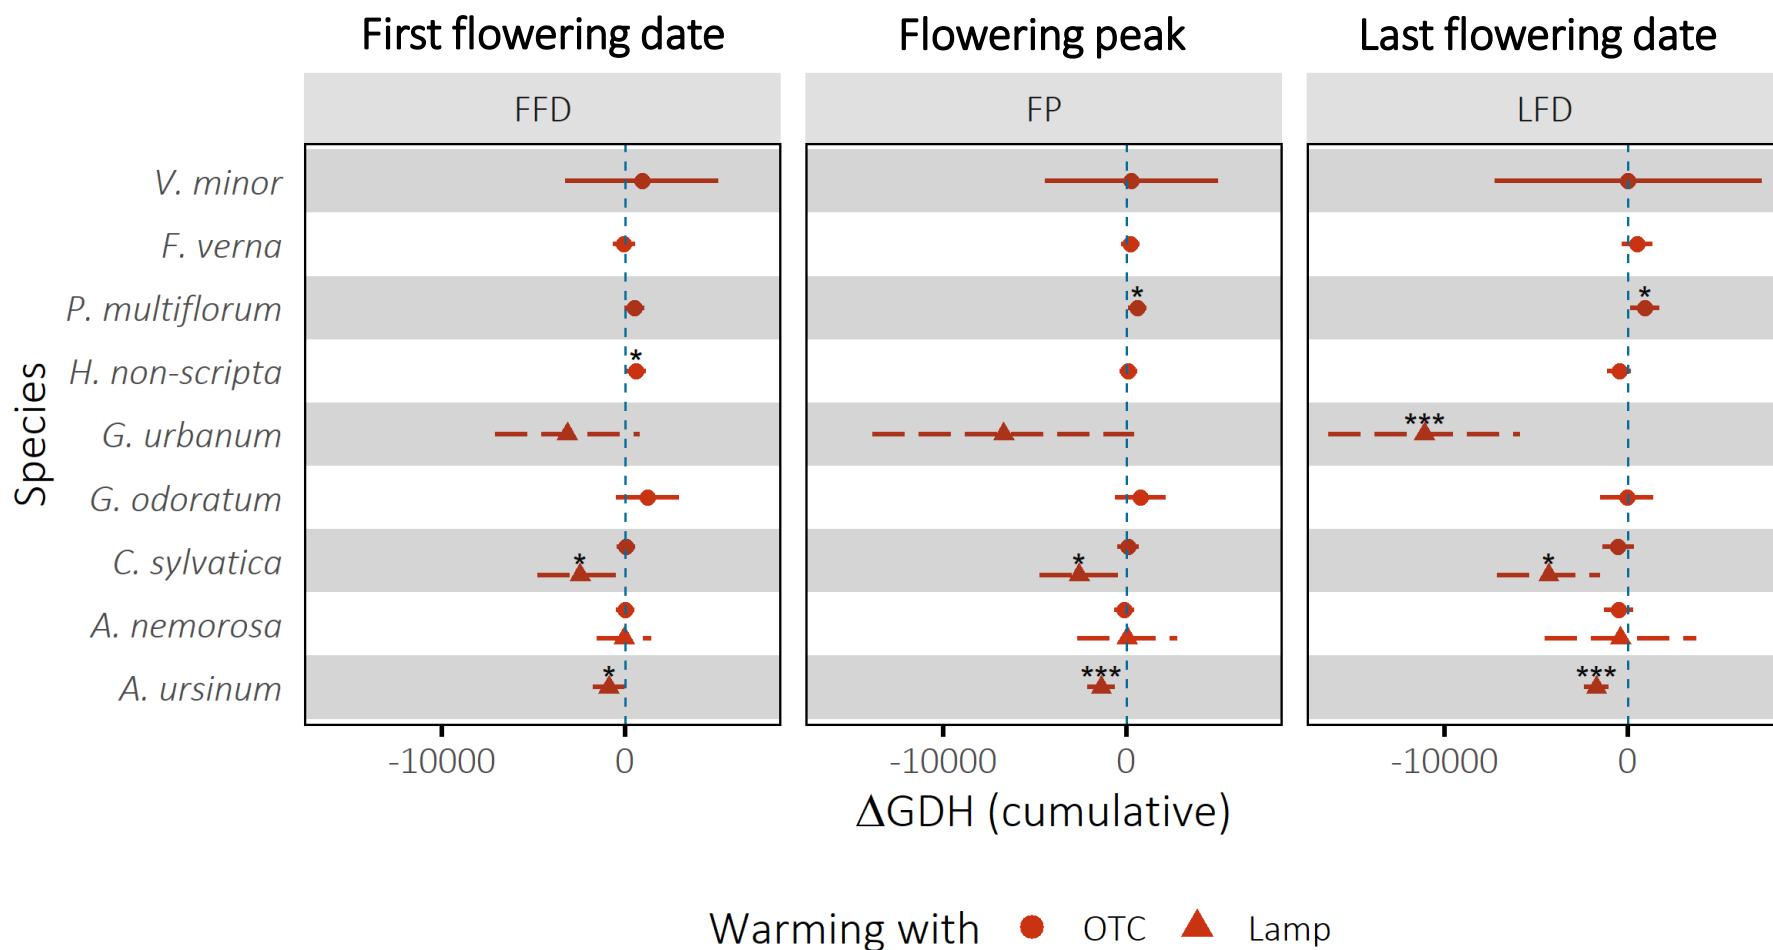 First flowering date Flowering peak Last flowering date
FFD FP LFD
Species
V. minor
F. verna
P. multiflorum
* *
H. non-scripta
*
G. urbanum
***
G. odoratum
C. sylvatica
* * *
A. nemorosa
A. ursinum
* *** ***
-10000 0 -10000 0 -10000 0
ΔGDH (cumulative)
Warming with OTC Lamp